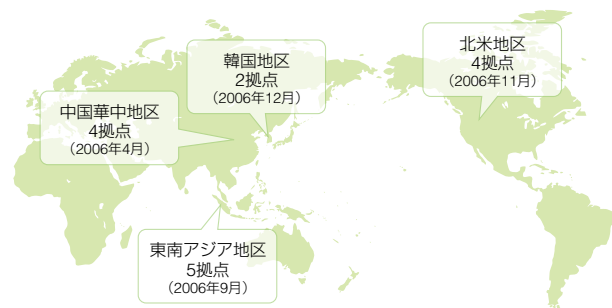 韓国地区
2拠点
(2006年12月)
北米地区
4拠点
(2006年11月)
中国華中地区
4拠点
(2006年4月)
東南アジア地区
5拠点
(2006年9月)